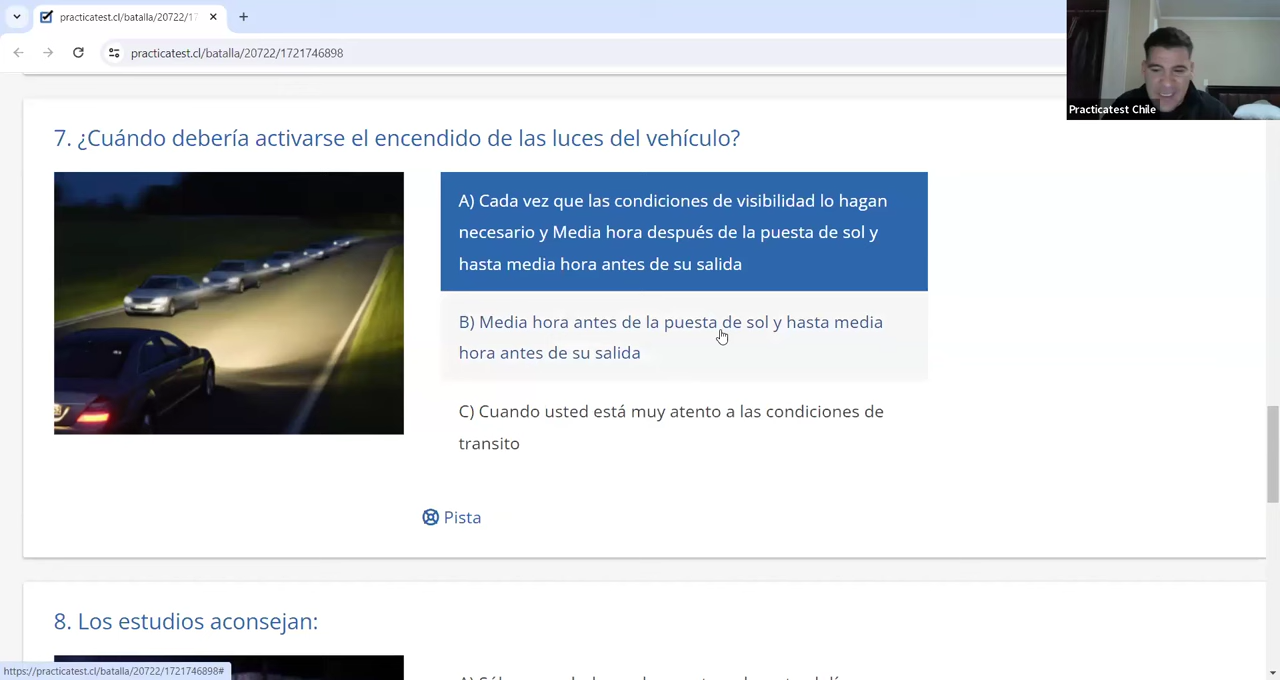 practicatest.cl/batalla/20722/17
practicatest.cl/batalla/20722/1721746898
Practicatest Chile
7. ¿Cuándo debería activarse el encendido de las luces del vehículo?
A) Cada vez que las condiciones de visibilidad lo hagan
necesario y Media hora después de la puesta de sol y
hasta media hora antes de su salida
B) Media hora antes de la puesta de sol y hasta media
hora antes de su salida
C) Cuando usted está muy atento a las condiciones de
transito
Pista
8. Los estudios aconsejan:
https://practicatest.cl/batalla/20722/1721746898#